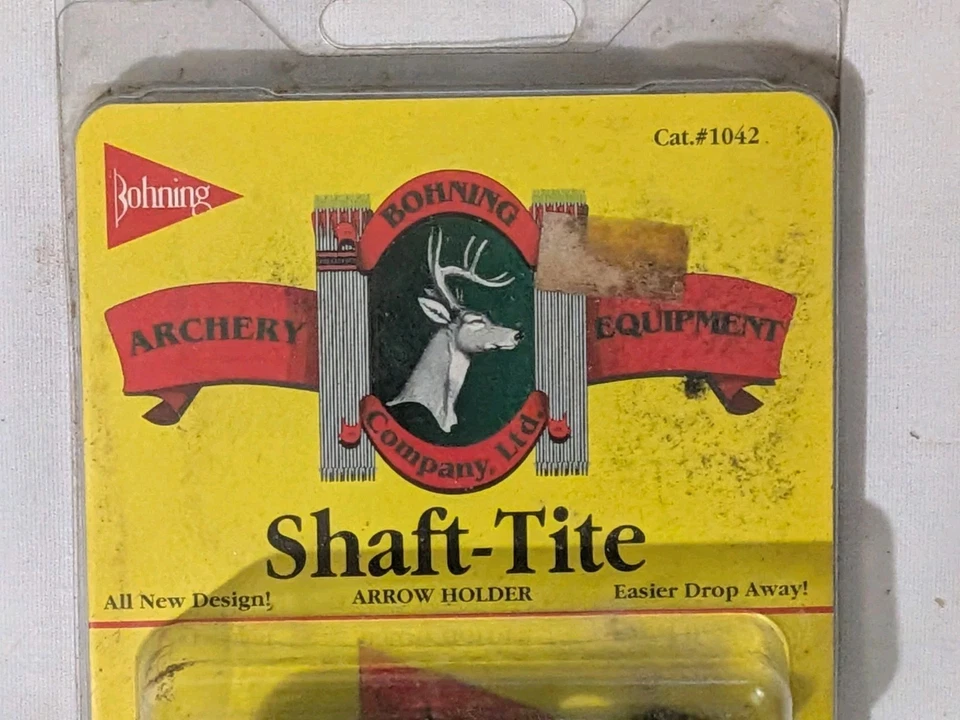 Cat.#1042
Bohning
BOHNING
ARCHERY
EQUIPMENT
Company, Ltd.
Shaft-Tite
All New Design!
ARROW HOLDER
Easier Drop Away!